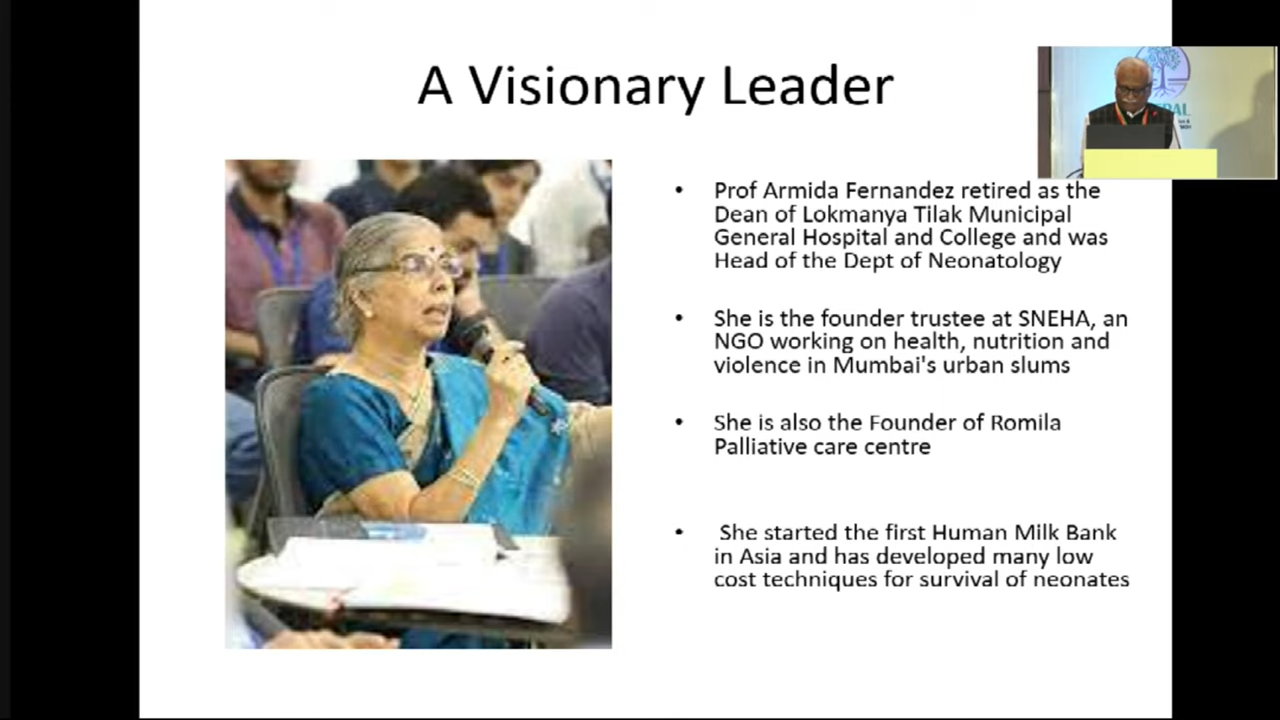 A Visionary Leader
• Prof Armida Fernandez retired as the
Dean of Lokmanya Tilak Municipal
General Hospital and College and was
Head of the Dept of Neonatology
• She is the founder trustee at SNEHA, an
NGO working on health, nutrition and
violence in Mumbai's urban slums
• She is also the Founder of Romila
Palliative care centre
• She started the first Human Milk Bank
in Asia and has developed many low
cost techniques for survival of neonates